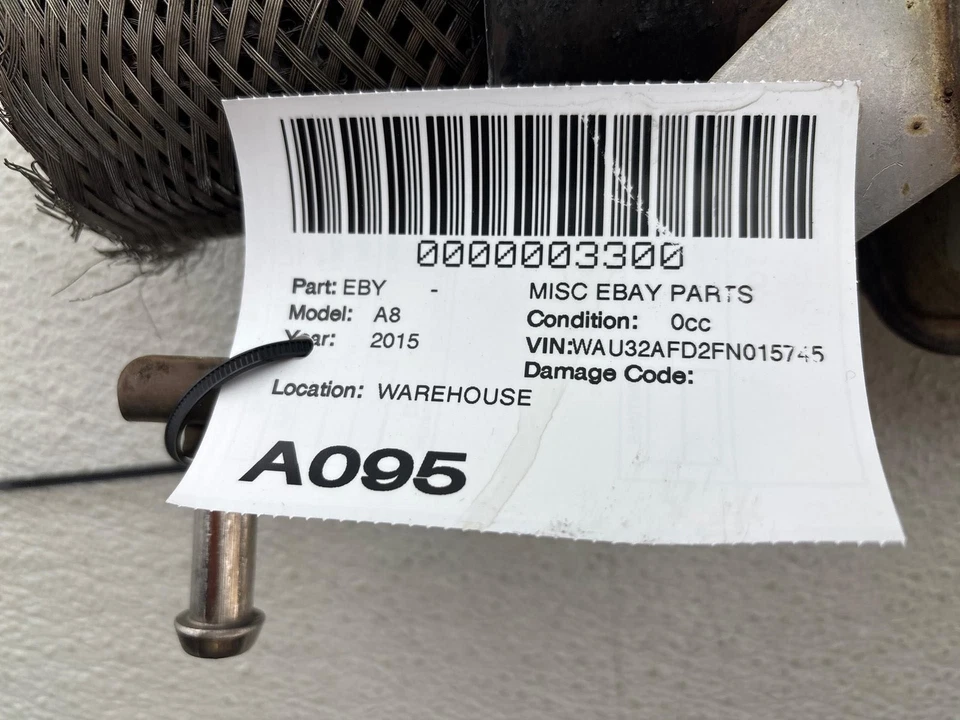 0000003300
Part: EBY - MISC EBAY PARTS
Model: A8 Condition: 0cc
Year: 2015 VIN:WAU32AFD2FN015745
Damage Code:
Location: WAREHOUSE
A095